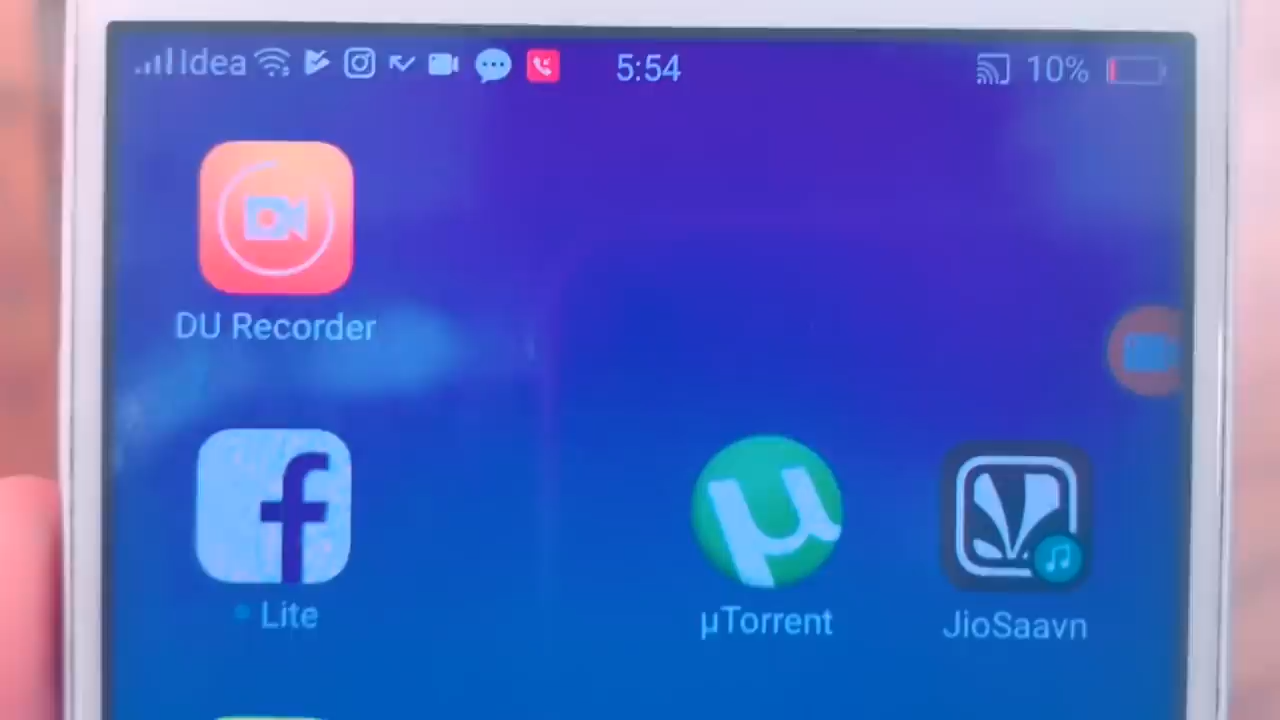 Idea 5:54 10%
DU Recorder
f
Lite
µ
µTorrent
JioSaavn